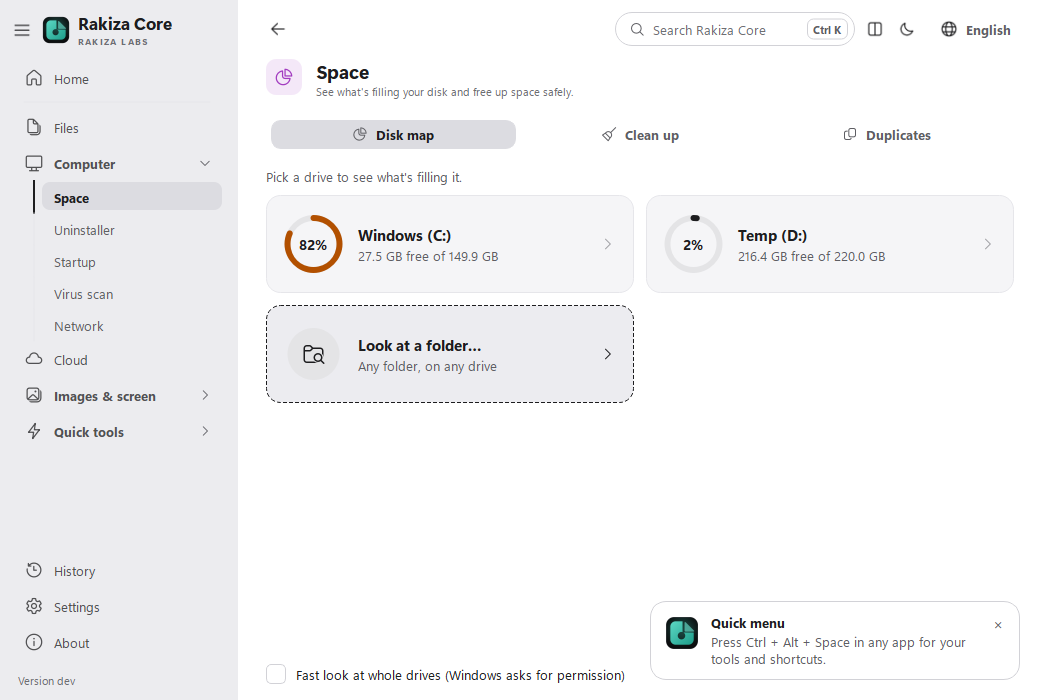 Rakiza Core
RAKIZA LABS
Home
Files
Computer
Space
Uninstaller
Startup
Virus scan
Network
Cloud
Images & screen
Quick tools
History
Settings
About
Version dev
Search Rakiza Core
Ctrl K
English
Space
See what's filling your disk and free up space safely.
Disk map
Clean up
Duplicates
Pick a drive to see what's filling it.
82%
Windows (C:)
27.5 GB free of 149.9 GB
2%
Temp (D:)
216.4 GB free of 220.0 GB
Look at a folder...
Any folder, on any drive
Fast look at whole drives (Windows asks for permission)
Quick menu
Press Ctrl + Alt + Space in any app for your
tools and shortcuts.